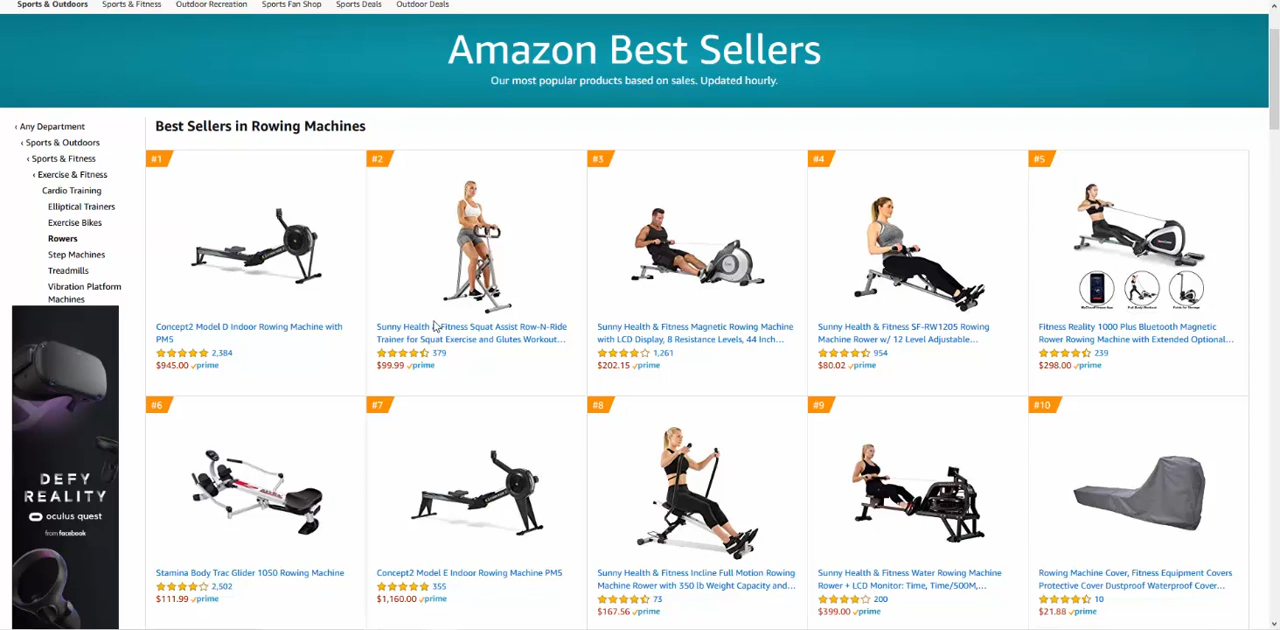 Sports & Outdoors Sports & Fitness Outdoor Recreation Sports Fan Shop Sports Deals Outdoor Deals
Amazon Best Sellers
Our most popular products based on sales. Updated hourly.
‹ Any Department
‹ Sports & Outdoors
‹ Sports & Fitness
‹ Exercise & Fitness
Cardio Training
Elliptical Trainers
Exercise Bikes
Rowers
Step Machines
Treadmills
Vibration Platform
Machines
DEFY
REALITY
oculus quest
from facebook
Best Sellers in Rowing Machines
#1
Concept2 Model D Indoor Rowing Machine with
PM5
2,384
$945.00 prime
#2
Sunny Health & Fitness Squat Assist Row-N-Ride
Trainer for Squat Exercise and Glutes Workout...
379
$99.99 prime
#3
Sunny Health & Fitness Magnetic Rowing Machine
with LCD Display, 8 Resistance Levels, 44 Inch...
1,261
$202.15 prime
#4
Sunny Health & Fitness SF-RW1205 Rowing
Machine Rower w/ 12 Level Adjustable...
954
$80.02 prime
#5
Fitness Reality 1000 Plus Bluetooth Magnetic
Rower Rowing Machine with Extended Optional...
239
$298.00 prime
#6
Stamina Body Trac Glider 1050 Rowing Machine
2,502
$111.99 prime
#7
Concept2 Model E Indoor Rowing Machine PM5
355
$1,160.00 prime
#8
Sunny Health & Fitness Incline Full Motion Rowing
Machine Rower with 350 lb Weight Capacity and...
73
$167.56 prime
#9
Sunny Health & Fitness Water Rowing Machine
Rower + LCD Monitor: Time, Time/500M,...
200
$399.00 prime
#10
Rowing Machine Cover, Fitness Equipment Covers
Protective Cover Dustproof Waterproof Cover...
10
$21.88 prime